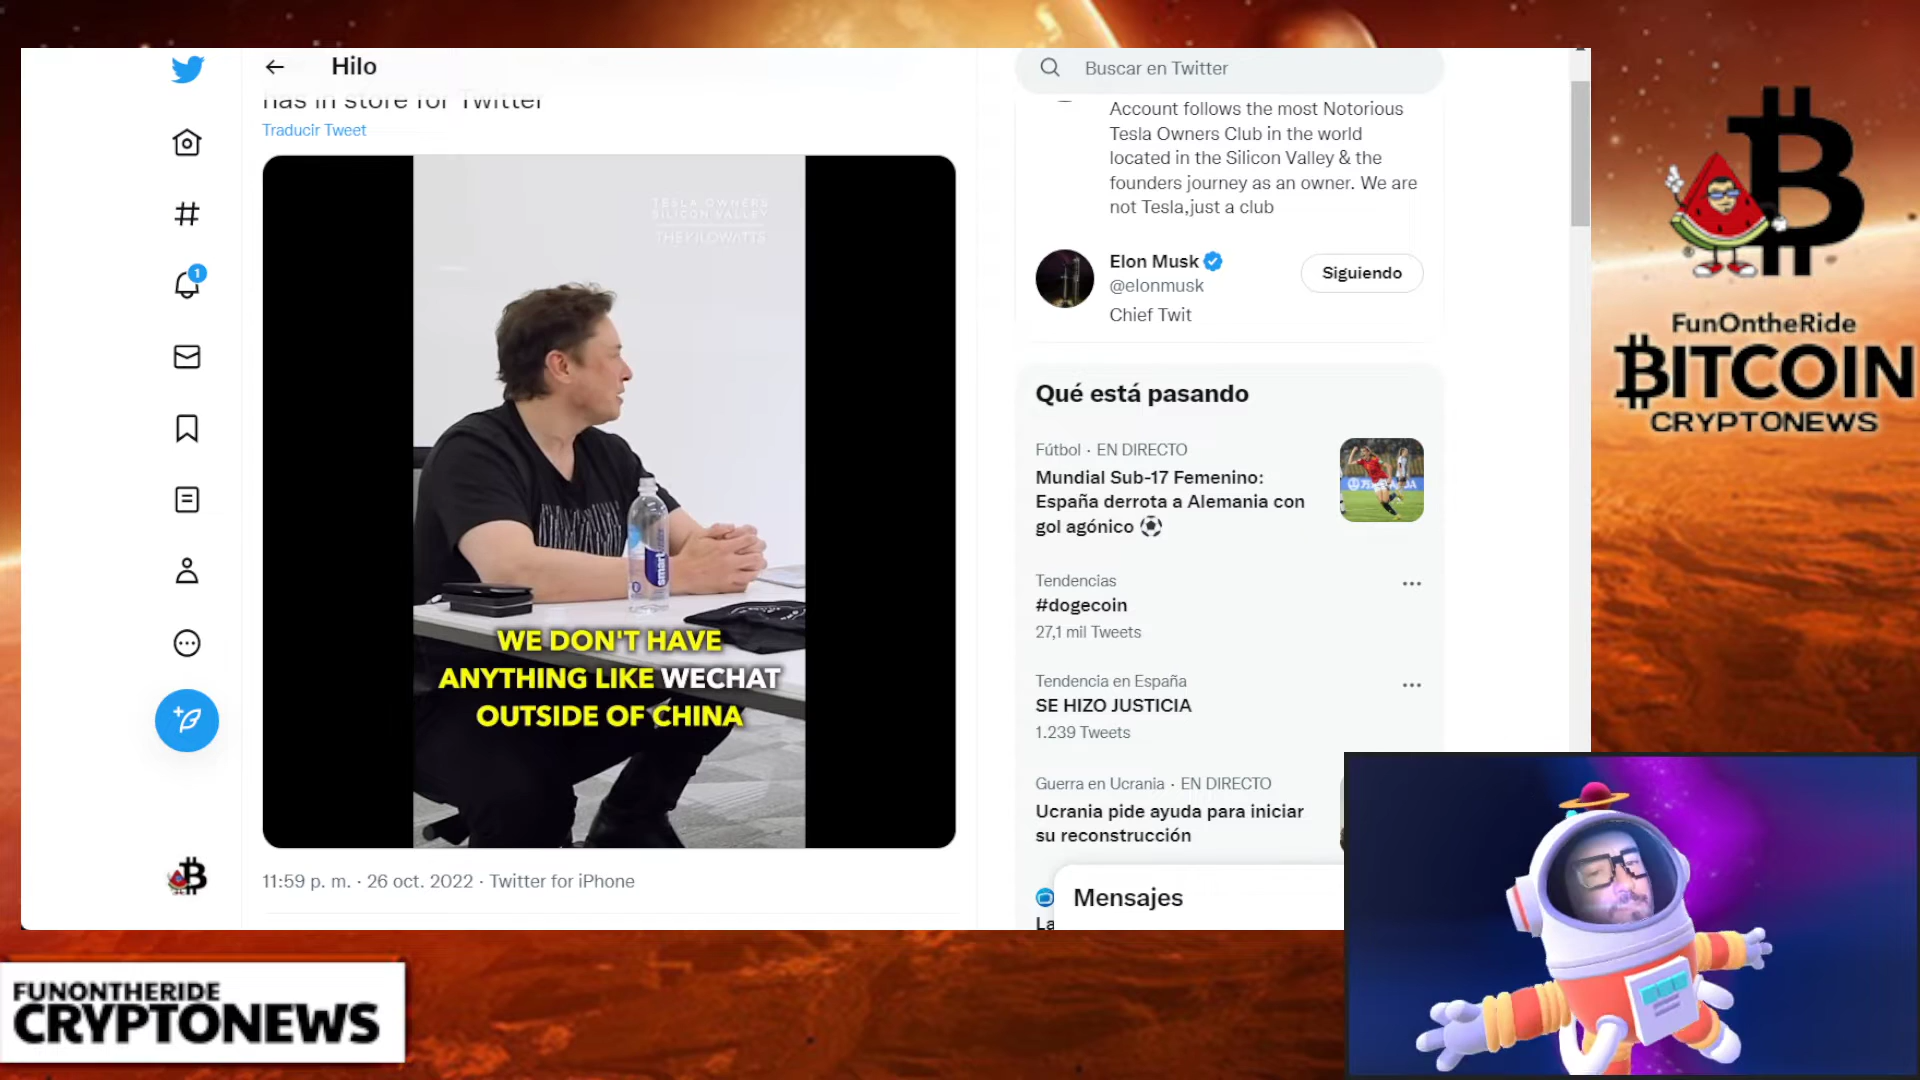 Hilo
has in store for Twitter
Traducir Tweet
TESLA OWNERS
SILICON VALLEY
THEKILOWATTS
WE DON'T HAVE
ANYTHING LIKE WECHAT
OUTSIDE OF CHINA
smart
11:59 p. m. · 26 oct. 2022 · Twitter for iPhone
1
Buscar en Twitter
Account follows the most Notorious
Tesla Owners Club in the world
located in the Silicon Valley & the
founders journey as an owner. We are
not Tesla,just a club
Elon Musk
@elonmusk
Chief Twit
Siguiendo
Qué está pasando
Fútbol · EN DIRECTO
Mundial Sub-17 Femenino:
España derrota a Alemania con
gol agónico
Tendencias
#dogecoin
27,1 mil Tweets
Tendencia en España
SE HIZO JUSTICIA
1.239 Tweets
Guerra en Ucrania · EN DIRECTO
Ucrania pide ayuda para iniciar
su reconstrucción
La
Mensajes
FunOntheRide
BITCOIN
CRYPTONEWS
FUNONTHERIDE
CRYPTONEWS